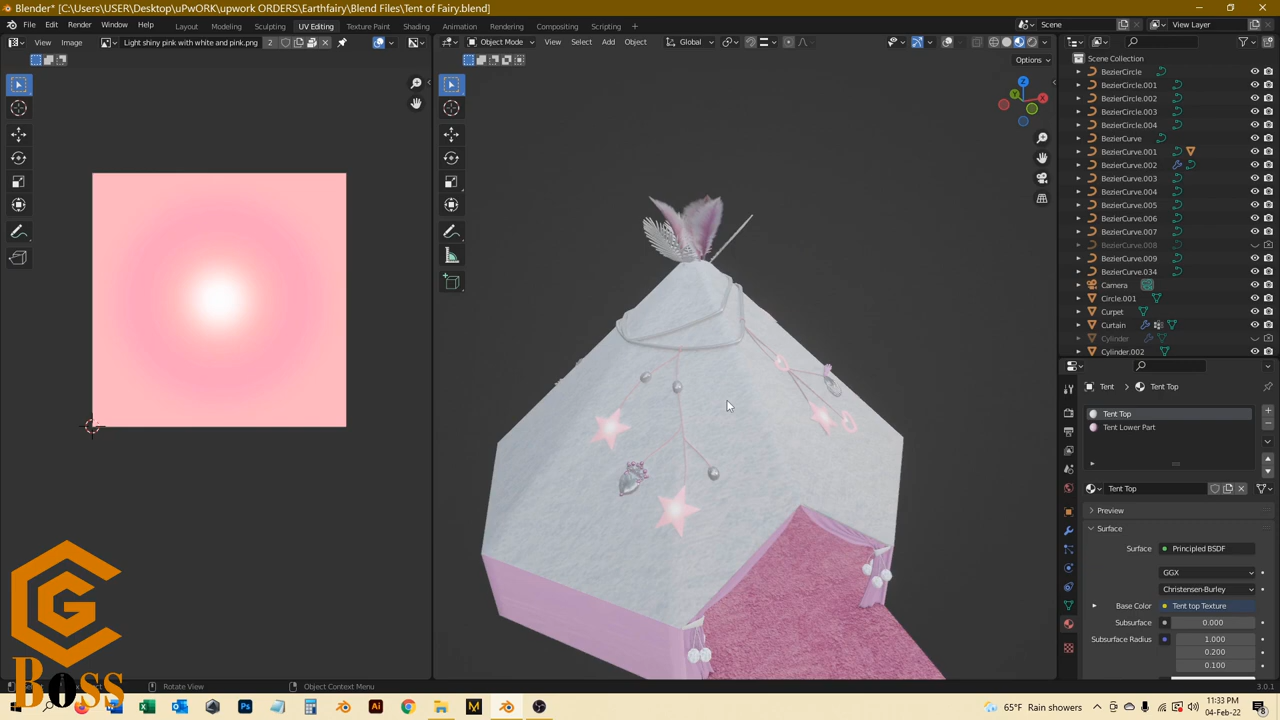 Blender* [C:\Users\USER\Desktop\uPwORK\upwork ORDERS\Earthfairy\Blend Files\Tent of Fairy.blend]
File Edit Render Window Help Layout Modeling Sculpting UV Editing Texture Paint Shading Animation Rendering Compositing Scripting Scene View Layer
View Image Light shiny pink with white and pink.png 2 Object Mode View Select Add Object Global
Options
Scene Collection
BezierCircle
BezierCircle.001
BezierCircle.002
BezierCircle.003
BezierCircle.004
BezierCurve
BezierCurve.001
BezierCurve.002
BezierCurve.003
BezierCurve.004
BezierCurve.005
BezierCurve.006
BezierCurve.007
BezierCurve.008
BezierCurve.009
BezierCurve.034
Camera
Circle.001
Curpet
Curtain
Cylinder
Cylinder.002
Tent Tent Top
Tent Top
Tent Lower Part
Tent Top
Preview
Surface
Surface Principled BSDF
GGX
Christensen-Burley
Base Color Tent top Texture
Subsurface 0.000
Subsurface Radius 1.000
0.200
0.100
X
Y
Z
G
BOSS
Rotate View Object Context Menu 3.0.1
Ps Ai M 65°F Rain showers 11:33 PM
04-Feb-22
8